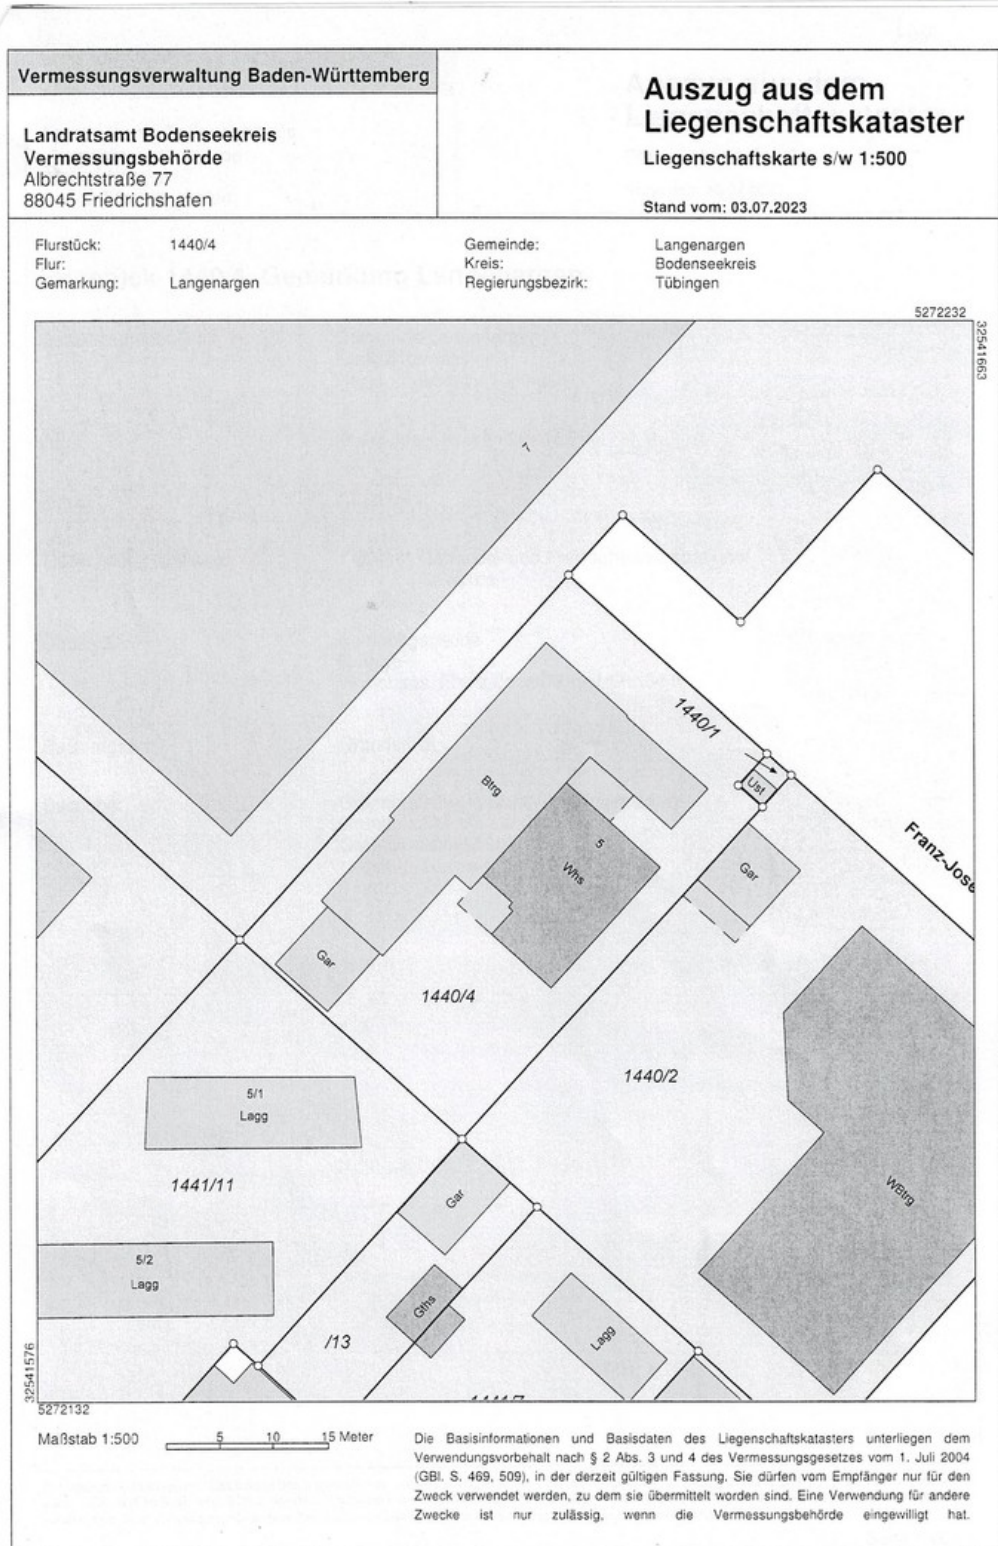 Vermessungsverwaltung Baden-Württemberg
Landratsamt Bodenseekreis
Vermessungsbehörde
Albrechtstraße 77
88045 Friedrichshafen
Auszug aus dem
Liegenschaftskataster
Liegenschaftskarte s/w 1:500
Stand vom: 03.07.2023
Flurstück: 1440/4
Flur:
Gemarkung: Langenargen
Gemeinde: Langenargen
Kreis: Bodenseekreis
Regierungsbezirk: Tübingen
5272232
32541663
7
1440/1
Btrg
Ust
5
Whs
Gar
Franz-Jose
Gar
1440/4
1440/2
5/1
Lagg
1441/11
Gar
WBtrg
5/2
Lagg
Gths
/13
Lagg
32541576
5272132
Maßstab 1:500
5 10 15 Meter
Die Basisinformationen und Basisdaten des Liegenschaftskatasters unterliegen dem
Verwendungsvorbehalt nach § 2 Abs. 3 und 4 des Vermessungsgesetzes vom 1. Juli 2004
(GBl. S. 469, 509), in der derzeit gültigen Fassung. Sie dürfen vom Empfänger nur für den
Zweck verwendet werden, zu dem sie übermittelt worden sind. Eine Verwendung für andere
Zwecke ist nur zulässig, wenn die Vermessungsbehörde eingewilligt hat.